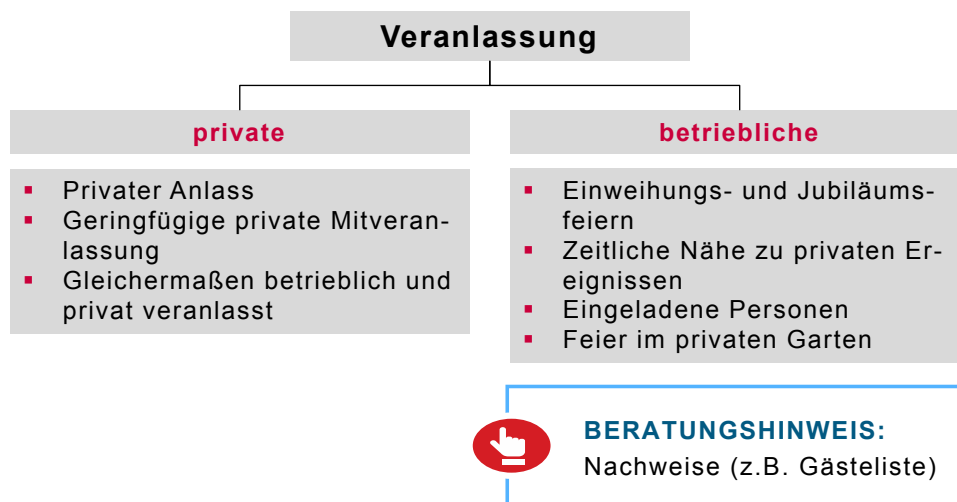 Veranlassung
private
▪ Privater Anlass
▪ Geringfügige private Mitveran-
lassung
▪ Gleichermaßen betrieblich und
privat veranlasst
betriebliche
▪ Einweihungs- und Jubiläums-
feiern
▪ Zeitliche Nähe zu privaten Er-
eignissen
▪ Eingeladene Personen
▪ Feier im privaten Garten
BERATUNGSHINWEIS:
Nachweise (z.B. Gästeliste)